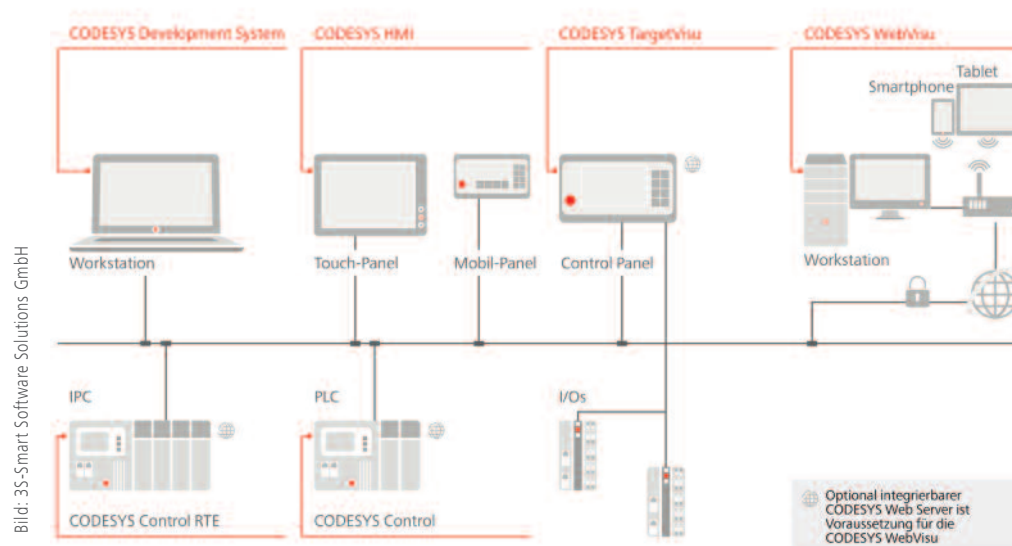 CODESYS Development System
CODESYS HMI
CODESYS TargetVisu
CODESYS WebVisu
Tablet
Smartphone
Workstation
Touch-Panel
Mobil-Panel
Control Panel
Workstation
IPC
PLC
I/Os
CODESYS Control RTE
CODESYS Control
Optional integrierbarer
CODESYS Web Server ist
Voraussetzung für die
CODESYS WebVisu
Bild: 3S-Smart Software Solutions GmbH